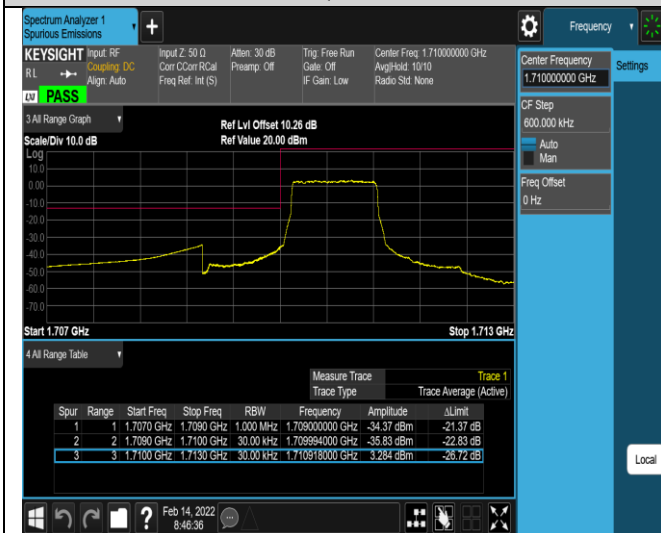 Spectrum Analyzer 1
Spurious Emissions
+
Frequency
KEYSIGHT
RL
LXI PASS
Input: RF
Coupling: DC
Align: Auto
Input Z: 50 Ω
Corr CCorr RCal
Freq Ref: Int (S)
Atten: 30 dB
Preamp: Off
Trig: Free Run
Gate: Off
IF Gain: Low
Center Freq: 1.710000000 GHz
Avg|Hold: 10/10
Radio Std: None
Center Frequency
1.710000000 GHz
Settings
CF Step
600.000 kHz
Auto
Man
Freq Offset
0 Hz
3 All Range Graph
Scale/Div 10.0 dB
Ref Lvl Offset 10.26 dB
Ref Value 20.00 dBm
Log
10.0
0.00
-10.0
-20.0
-30.0
-40.0
-50.0
-60.0
-70.0
Start 1.707 GHz
Stop 1.713 GHz
4 All Range Table
Measure Trace Trace 1
Trace Type Trace Average (Active)
Spur Range Start Freq Stop Freq RBW Frequency Amplitude ΔLimit
1 1 1.7070 GHz 1.7090 GHz 1.000 MHz 1.709000000 GHz -34.37 dBm -21.37 dB
2 2 1.7090 GHz 1.7100 GHz 30.00 kHz 1.709994000 GHz -35.83 dBm -22.83 dB
3 3 1.7100 GHz 1.7130 GHz 30.00 kHz 1.710918000 GHz 3.284 dBm -26.72 dB
Local
?
Feb 14, 2022
8:46:36